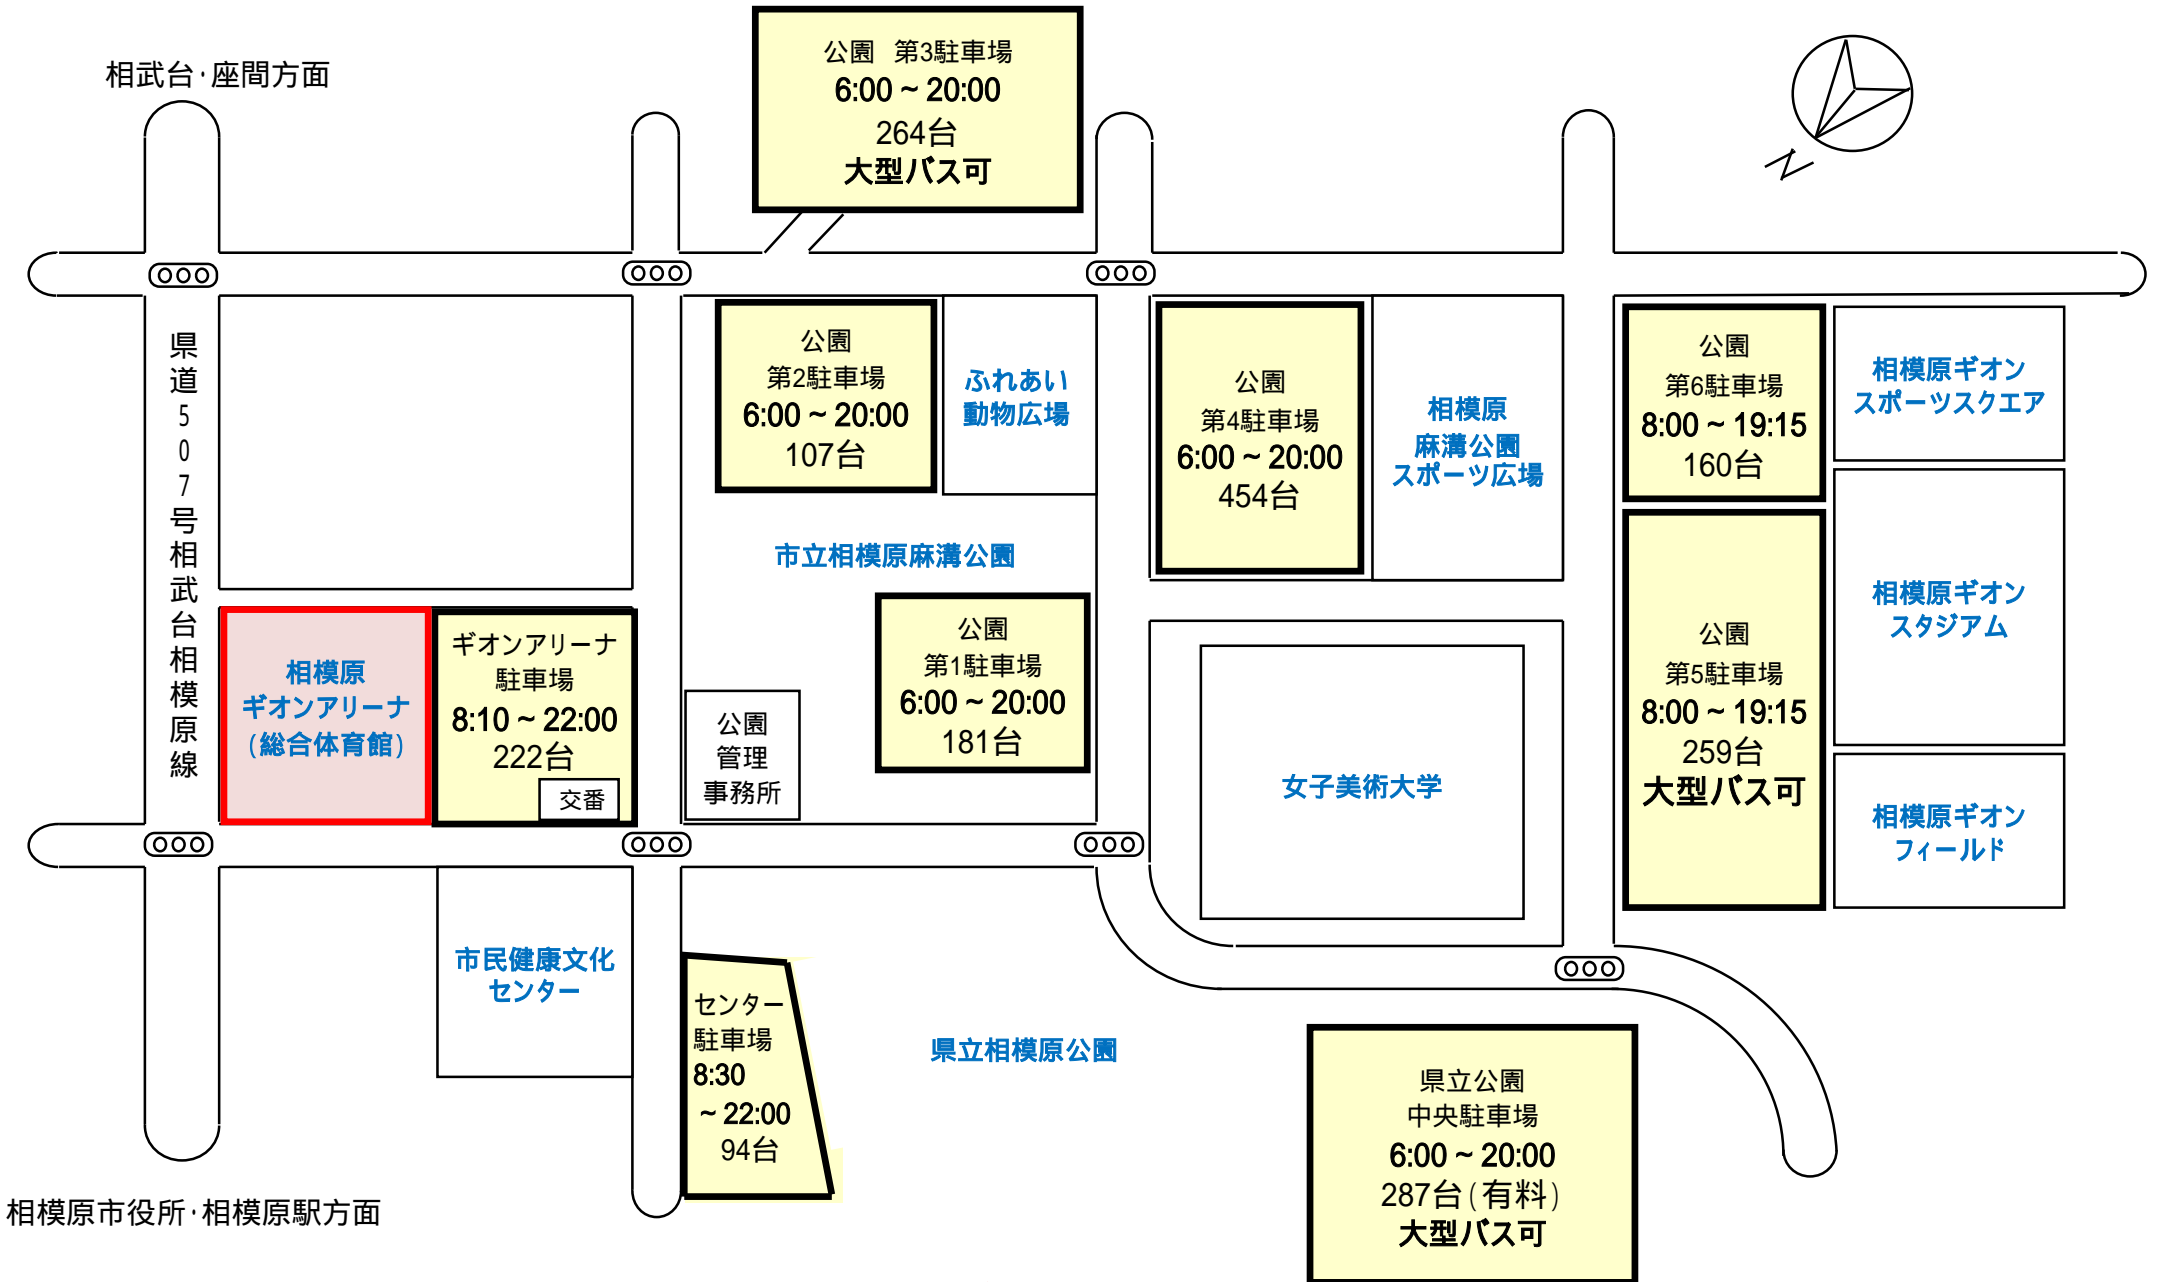 相武台・座間方面
公園 第3駐車場
6:00 ~ 20:00
264台
大型バス可
N
県道507号相武台相模原線
公園
第2駐車場
6:00 ~ 20:00
107台
ふれあい
動物広場
公園
第4駐車場
6:00 ~ 20:00
454台
相模原
麻溝公園
スポーツ広場
公園
第6駐車場
8:00 ~ 19:15
160台
相模原ギオン
スポーツスクエア
市立相模原麻溝公園
相模原
ギオンアリーナ
(総合体育館)
ギオンアリーナ
駐車場
8:10 ~ 22:00
222台
交番
公園
管理
事務所
公園
第1駐車場
6:00 ~ 20:00
181台
女子美術大学
公園
第5駐車場
8:00 ~ 19:15
259台
大型バス可
相模原ギオン
スタジアム
相模原ギオン
フィールド
市民健康文化
センター
センター
駐車場
8:30
~ 22:00
94台
県立相模原公園
県立公園
中央駐車場
6:00 ~ 20:00
287台(有料)
大型バス可
相模原市役所・相模原駅方面